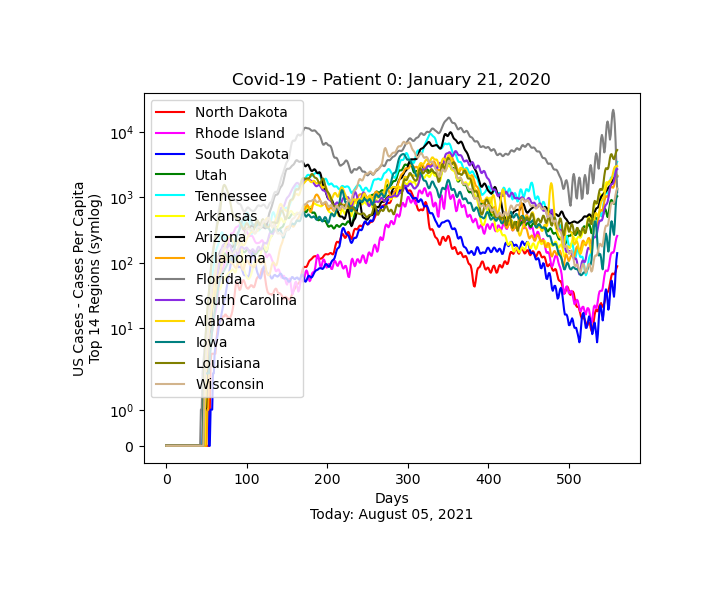 Covid-19 - Patient 0: January 21, 2020
US Cases - Cases Per Capita
Top 14 Regions (symlog)
10^4
10^3
10^2
10^1
10^0
0
North Dakota
Rhode Island
South Dakota
Utah
Tennessee
Arkansas
Arizona
Oklahoma
Florida
South Carolina
Alabama
Iowa
Louisiana
Wisconsin
0 100 200 300 400 500
Days
Today: August 05, 2021